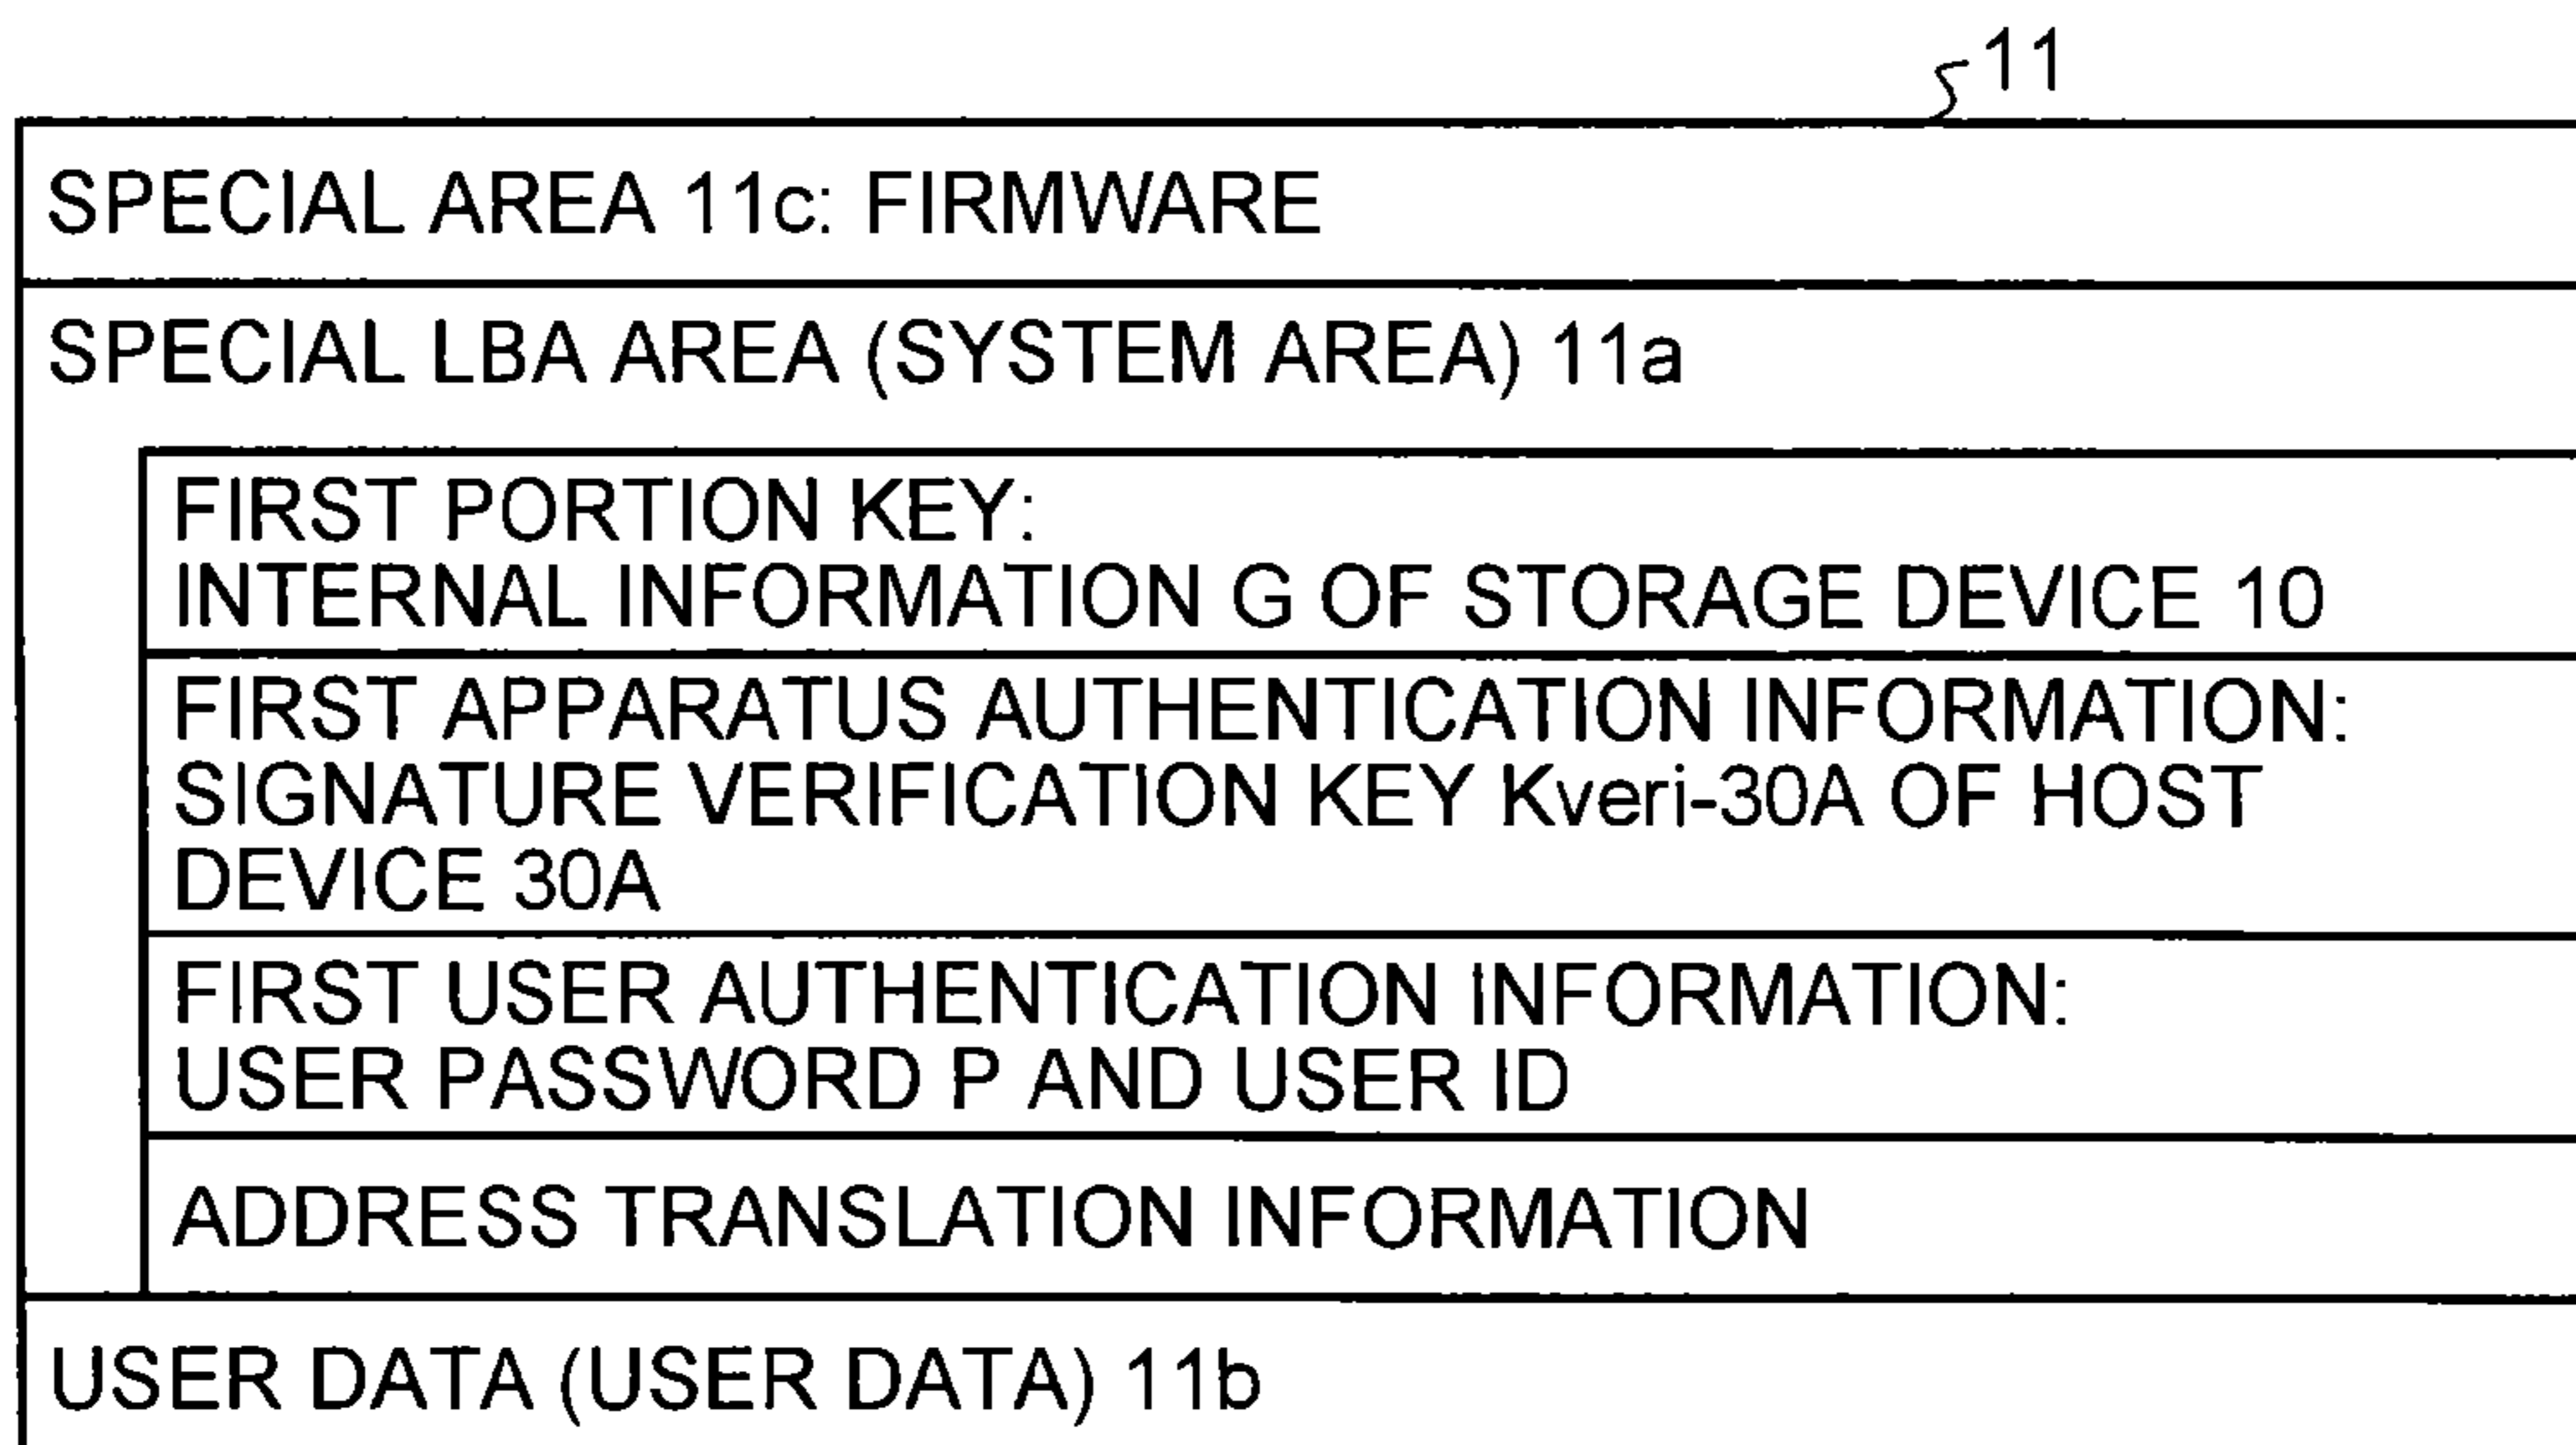 11
SPECIAL AREA 11c: FIRMWARE
SPECIAL LBA AREA (SYSTEM AREA) 11a
FIRST PORTION KEY:
INTERNAL INFORMATION G OF STORAGE DEVICE 10
FIRST APPARATUS AUTHENTICATION INFORMATION:
SIGNATURE VERIFICATION KEY Kveri-30A OF HOST
DEVICE 30A
FIRST USER AUTHENTICATION INFORMATION:
USER PASSWORD P AND USER ID
ADDRESS TRANSLATION INFORMATION
USER DATA (USER DATA) 11b